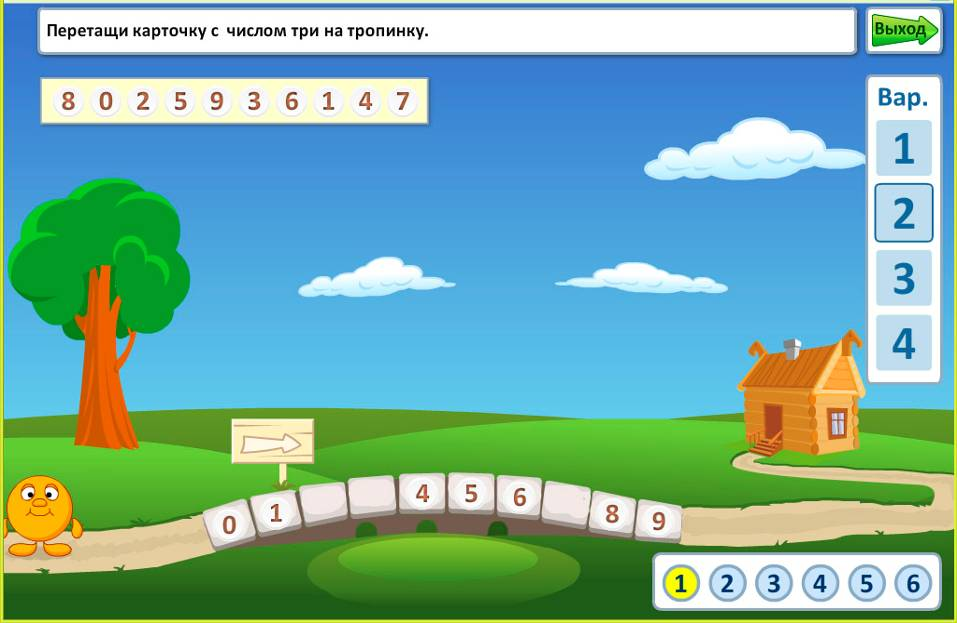 Перетащи карточку с числом три на тропинку.
Выход
8 0 2 5 9 3 6 1 4 7
Вар.
1
2
3
4
0 1 4 5 6 8 9
1 2 3 4 5 6